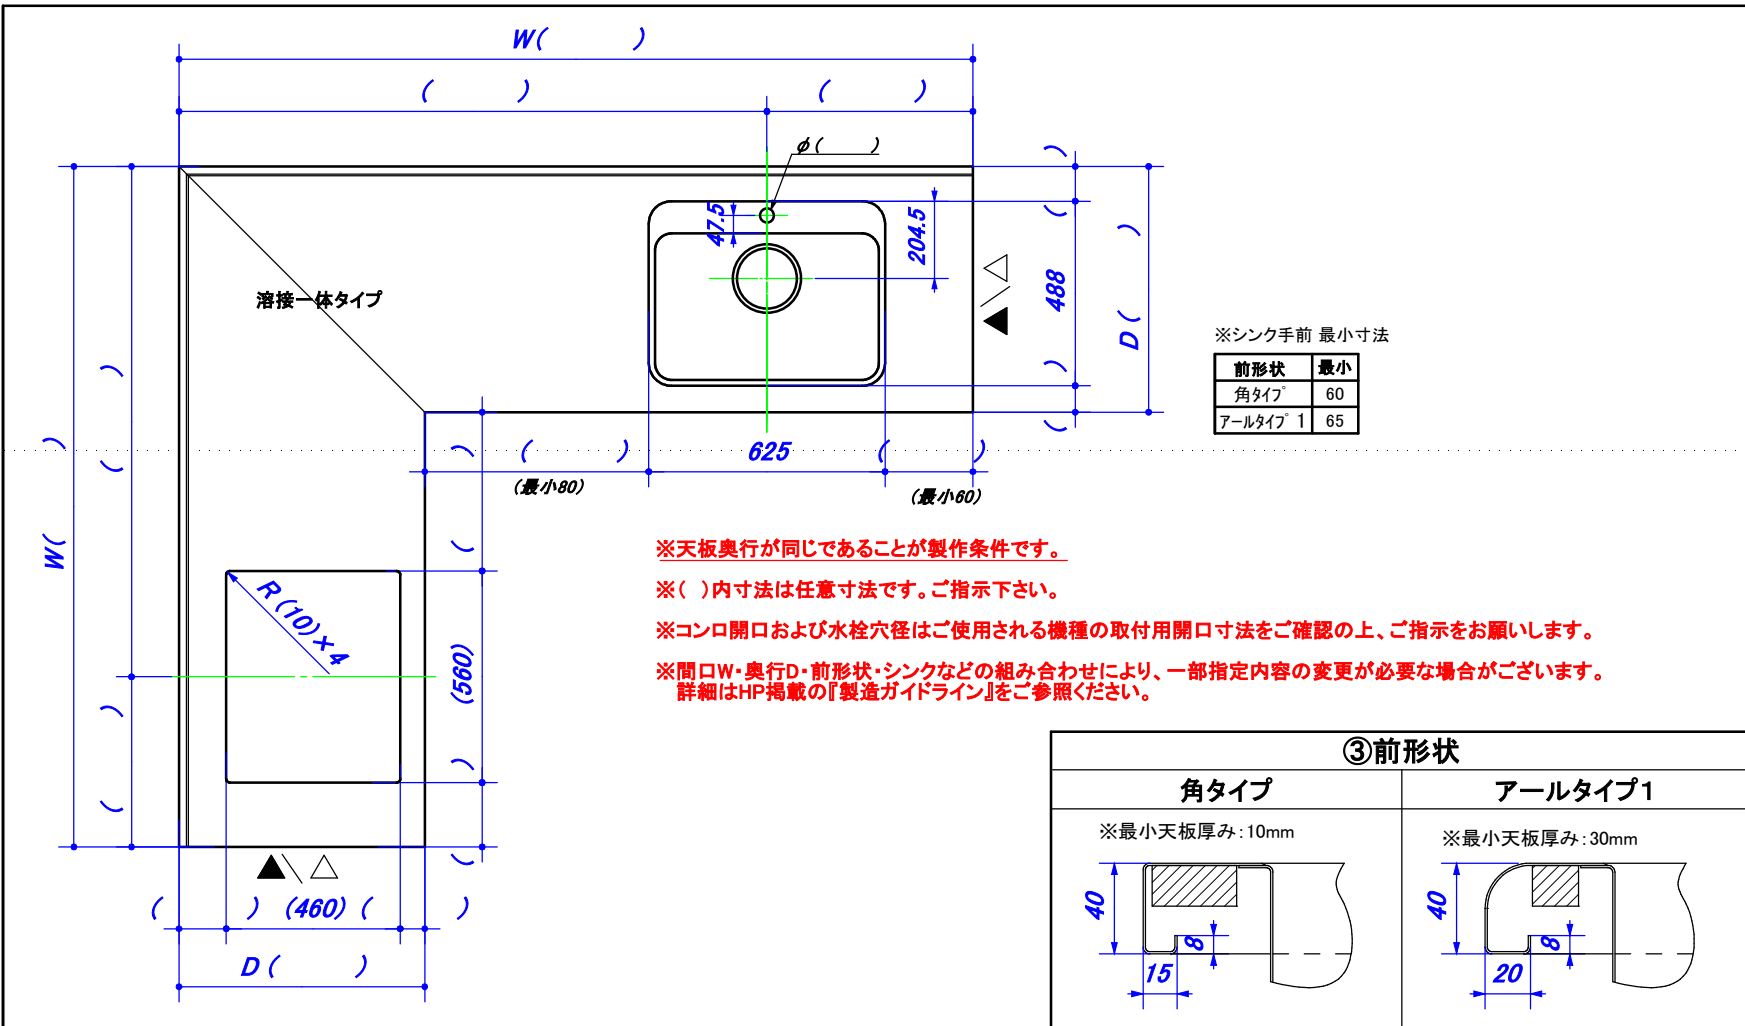 W(　　)
(　　)
(　　)
φ(　　)
47.5
204.5
(　　)
488
(　　)
D(　　)
溶接一体タイプ
※シンク手前 最小寸法
前形状 最小
角タイプ 60
アールタイプ 1 65
W(　　)
(　　)
(　　)
(　　)
(　　)
625
(　　)
(最小80)
(最小60)
※天板奥行が同じであることが製作条件です。
※(　)内寸法は任意寸法です。ご指示下さい。
※コンロ開口および水栓穴径はご使用される機種の取付用開口寸法をご確認の上、ご指示をお願いします。
※間口W・奥行D・前形状・シンクなどの組み合わせにより、一部指定内容の変更が必要な場合がございます。
詳細はHP掲載の『製造ガイドライン』をご参照ください。
R(10)×4
(560)
(　　)
(　　)
(460)
(　　)
D(　　)
③前形状
角タイプ
アールタイプ1
※最小天板厚み:10mm
※最小天板厚み:30mm
40
8
15
40
8
20